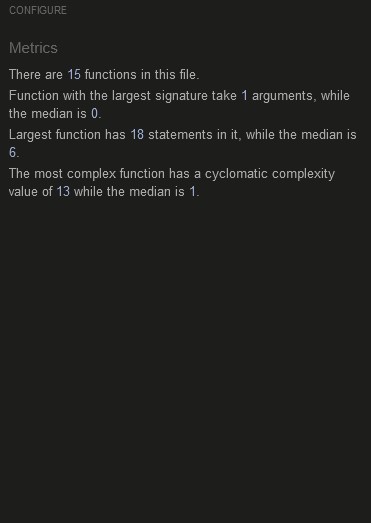 CONFIGURE
Metrics
There are 15 functions in this file.
Function with the largest signature take 1 arguments, while
the median is 0.
Largest function has 18 statements in it, while the median is
6.
The most complex function has a cyclomatic complexity
value of 13 while the median is 1.